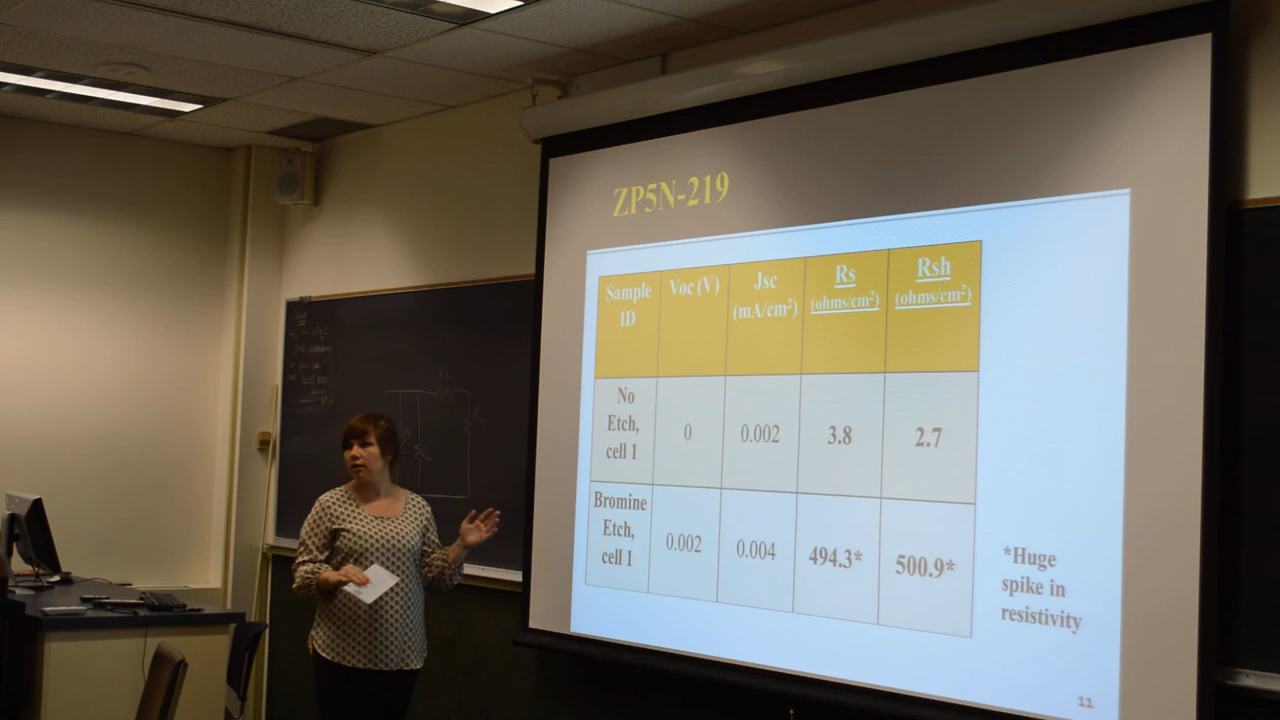 ZP5N-219
Sample ID
Voc (V)
Jsc (mA/cm²)
Rs (ohms/cm²)
Rsh (ohms/cm²)
No Etch, cell 1
0
0.002
3.8
2.7
Bromine Etch, cell 1
0.002
0.004
494.3*
500.9*
*Huge
spike in
resistivity
11